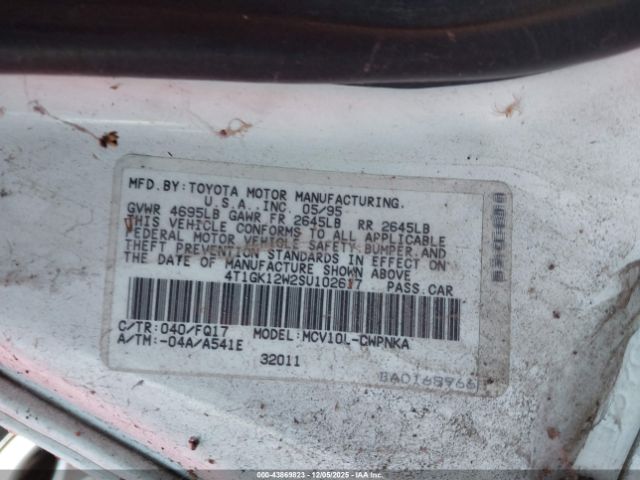 MFD. BY: TOYOTA MOTOR MANUFACTURING.
U.S.A., INC. 05/95
GVWR 4695LB GAWR FR 2645LB RR 2645LB
THIS VEHICLE CONFORMS TO ALL APPLICABLE
FEDERAL MOTOR VEHICLE SAFETY BUMPER, AND
THEFT PREVENTION STANDARDS IN EFFECT ON
THE DATE OF MANUFACTURE SHOWN ABOVE
4T1GK12W2SU102617 PASS.CAR
C/TR: 040/FQ17 MODEL: MCV10L-CWPNKA
A/TM: -04A/A541E
32011
BA0168966
000-43869823 - 12/05/2025 - IAAI PUBLIC